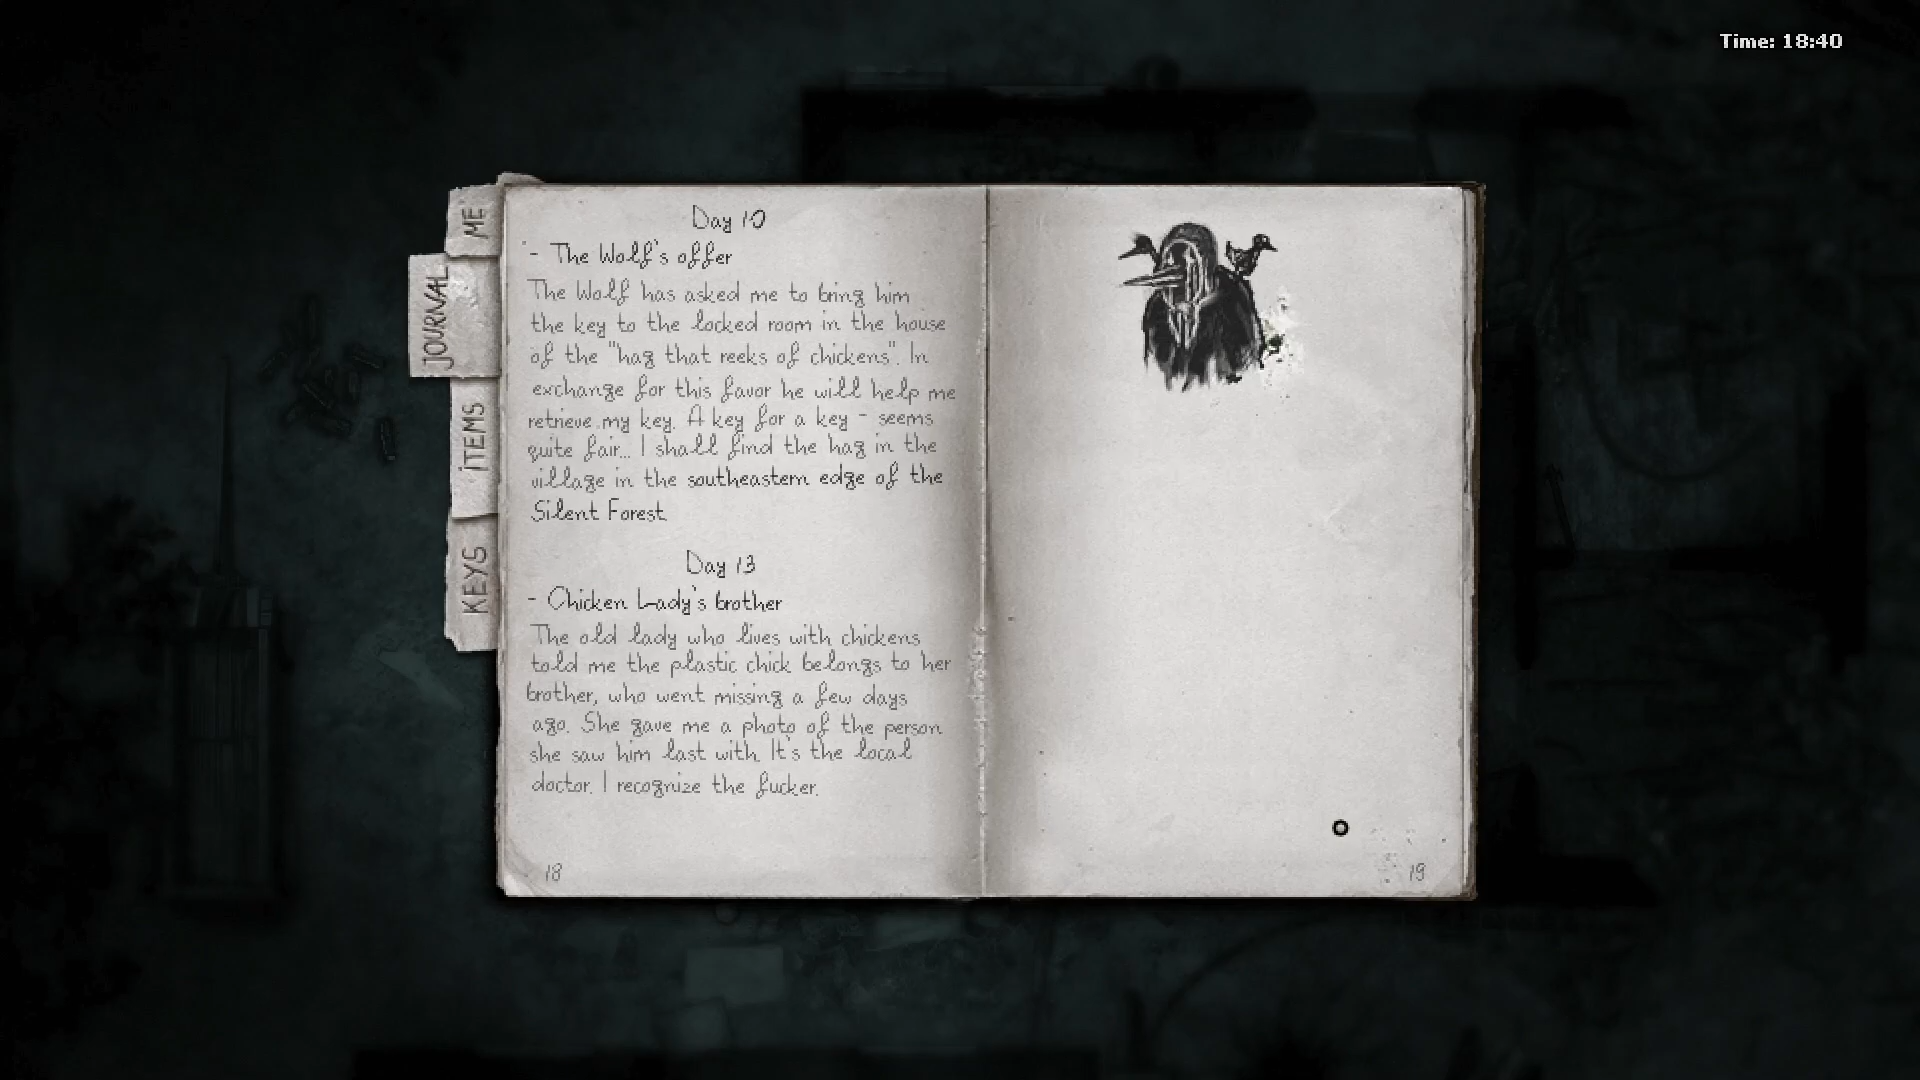 Time: 18:40
ME
JOURNAL
ITEMS
KEYS
Day 10
- The Wolf's offer
The Wolf has asked me to bring him
the key to the locked room in the house
of the "hag that reeks of chickens". In
exchange for this favor he will help me
retrieve my key. A key for a key - seems
quite fair... I shall find the hag in the
village in the southeastern edge of the
Silent Forest.
Day 13
- Chicken Lady's brother
The old lady who lives with chickens
told me the plastic chick belongs to her
brother, who went missing a few days
ago. She gave me a photo of the person
she saw him last with. It's the local
doctor. I recognize the fucker.
18
19